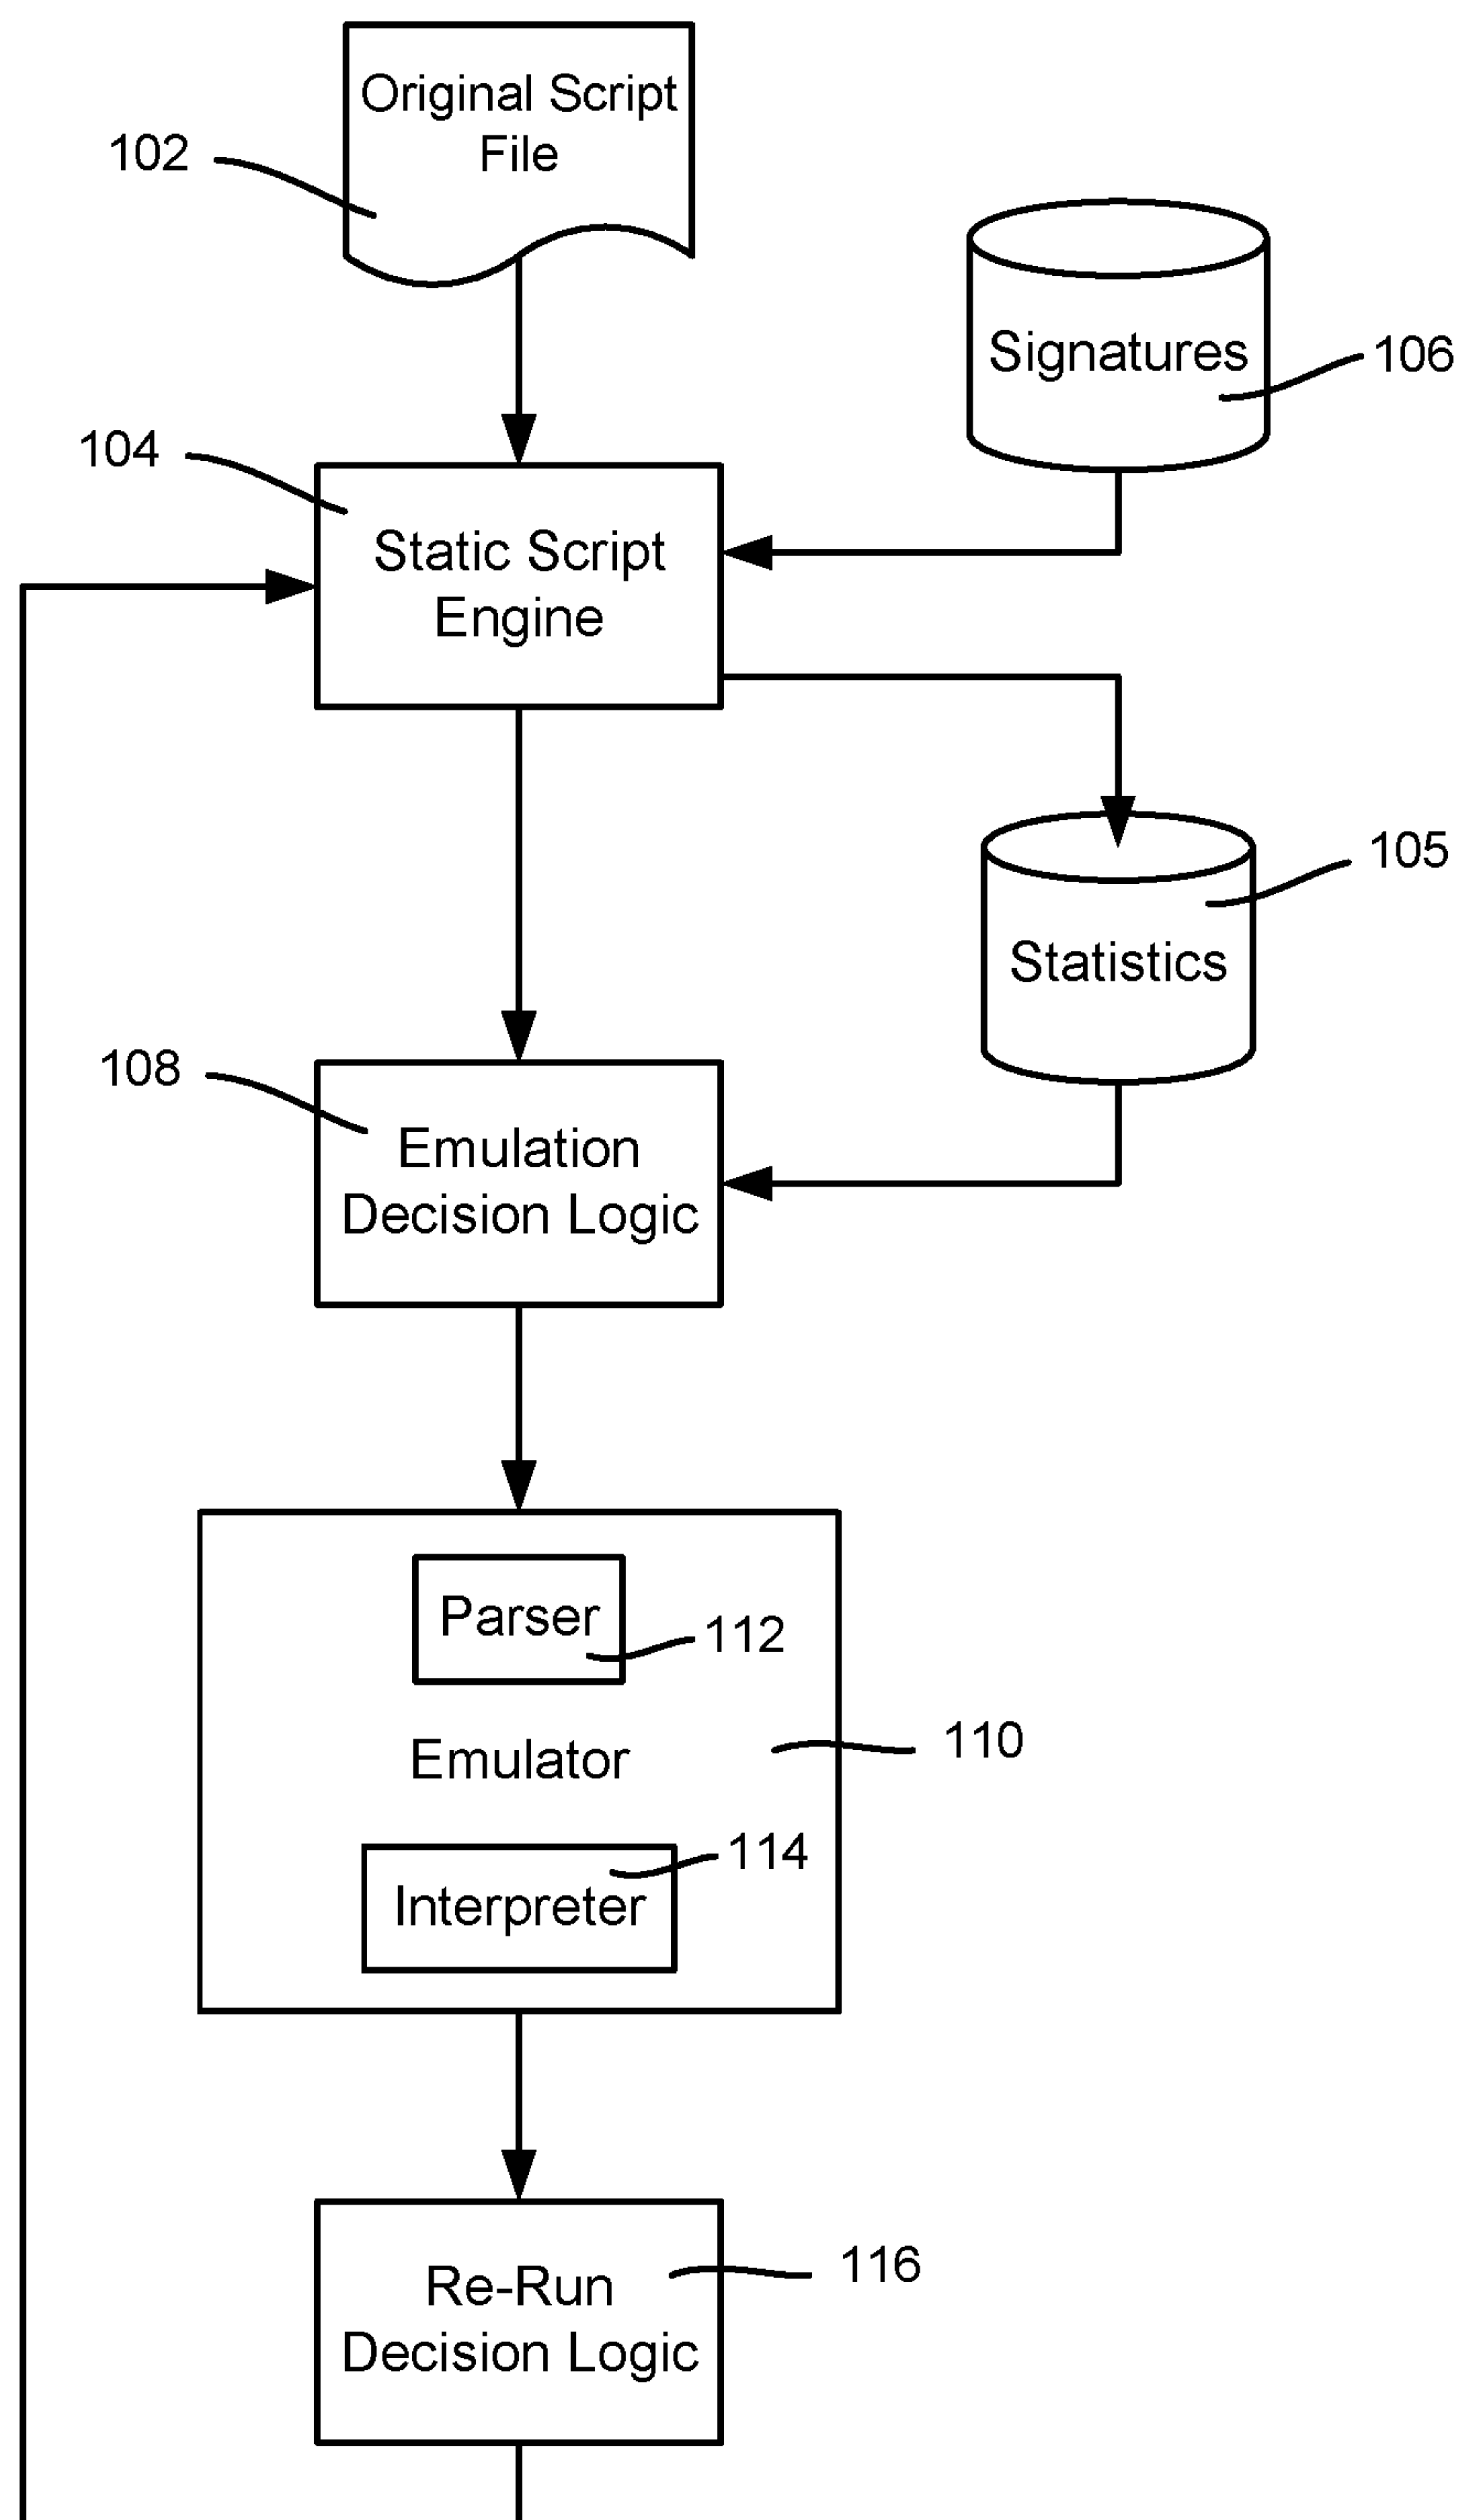 Original Script
File
102
Signatures
106
104
Static Script
Engine
105
Statistics
108
Emulation
Decision Logic
Parser
112
Emulator
110
114
Interpreter
116
Re-Run
Decision Logic